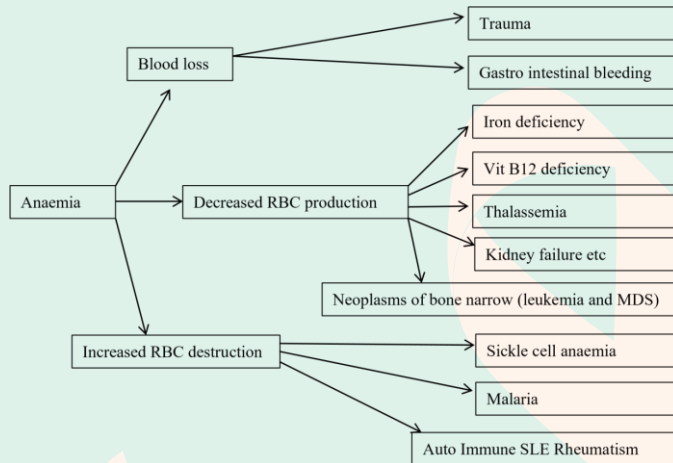 Trauma
Blood loss
Gastro intestinal bleeding
Iron deficiency
Vit B12 deficiency
Anaemia
Decreased RBC production
Thalassemia
Kidney failure etc
Neoplasms of bone narrow (leukemia and MDS)
Increased RBC destruction
Sickle cell anaemia
Malaria
Auto Immune SLE Rheumatism